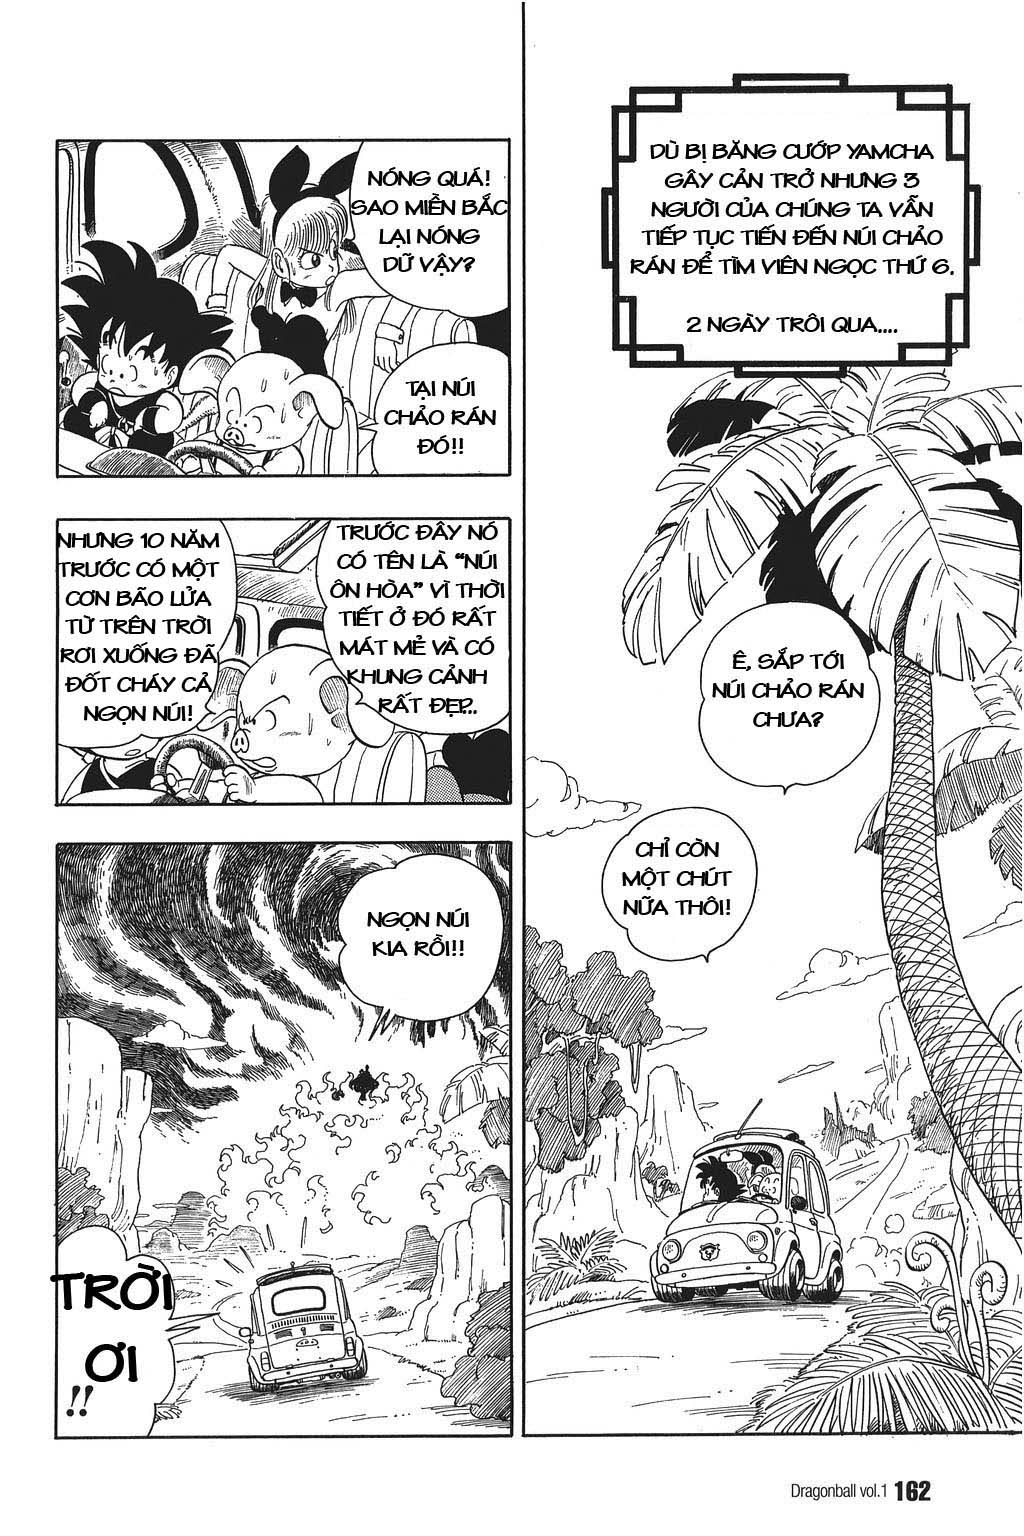 DÙ BỊ BĂNG CƯỚP YAMCHA
GÂY CẢN TRỞ NHƯNG 3
NGƯỜI CỦA CHÚNG TA VẪN
TIẾP TỤC TIẾN ĐẾN NÚI CHẢO
RÁN ĐỂ TÌM VIÊN NGỌC THỨ 6.
2 NGÀY TRÔI QUA....
Ê, SẮP TỚI
NÚI CHẢO RÁN
CHƯA?
CHỈ CÒN
MỘT CHÚT
NỮA THÔI!
NÓNG QUÁ!
SAO MIỀN BẮC
LẠI NÓNG
DỮ VẬY?
TẠI NÚI
CHẢO RÁN
ĐÓ!!
TRƯỚC ĐÂY NÓ
CÓ TÊN LÀ "NÚI
ÔN HÒA" VÌ THỜI
TIẾT Ở ĐÓ RẤT
MÁT MẺ VÀ CÓ
KHUNG CẢNH
RẤT ĐẸP..
NHƯNG 10 NĂM
TRƯỚC CÓ MỘT
CƠN BÃO LỬA
TỪ TRÊN TRỜI
RƠI XUỐNG ĐÃ
ĐỐT CHÁY CẢ
NGỌN NÚI!
NGỌN NÚI
KIA RỒI!!
TRỜI
ƠI
!!
Dragonball vol.1 162